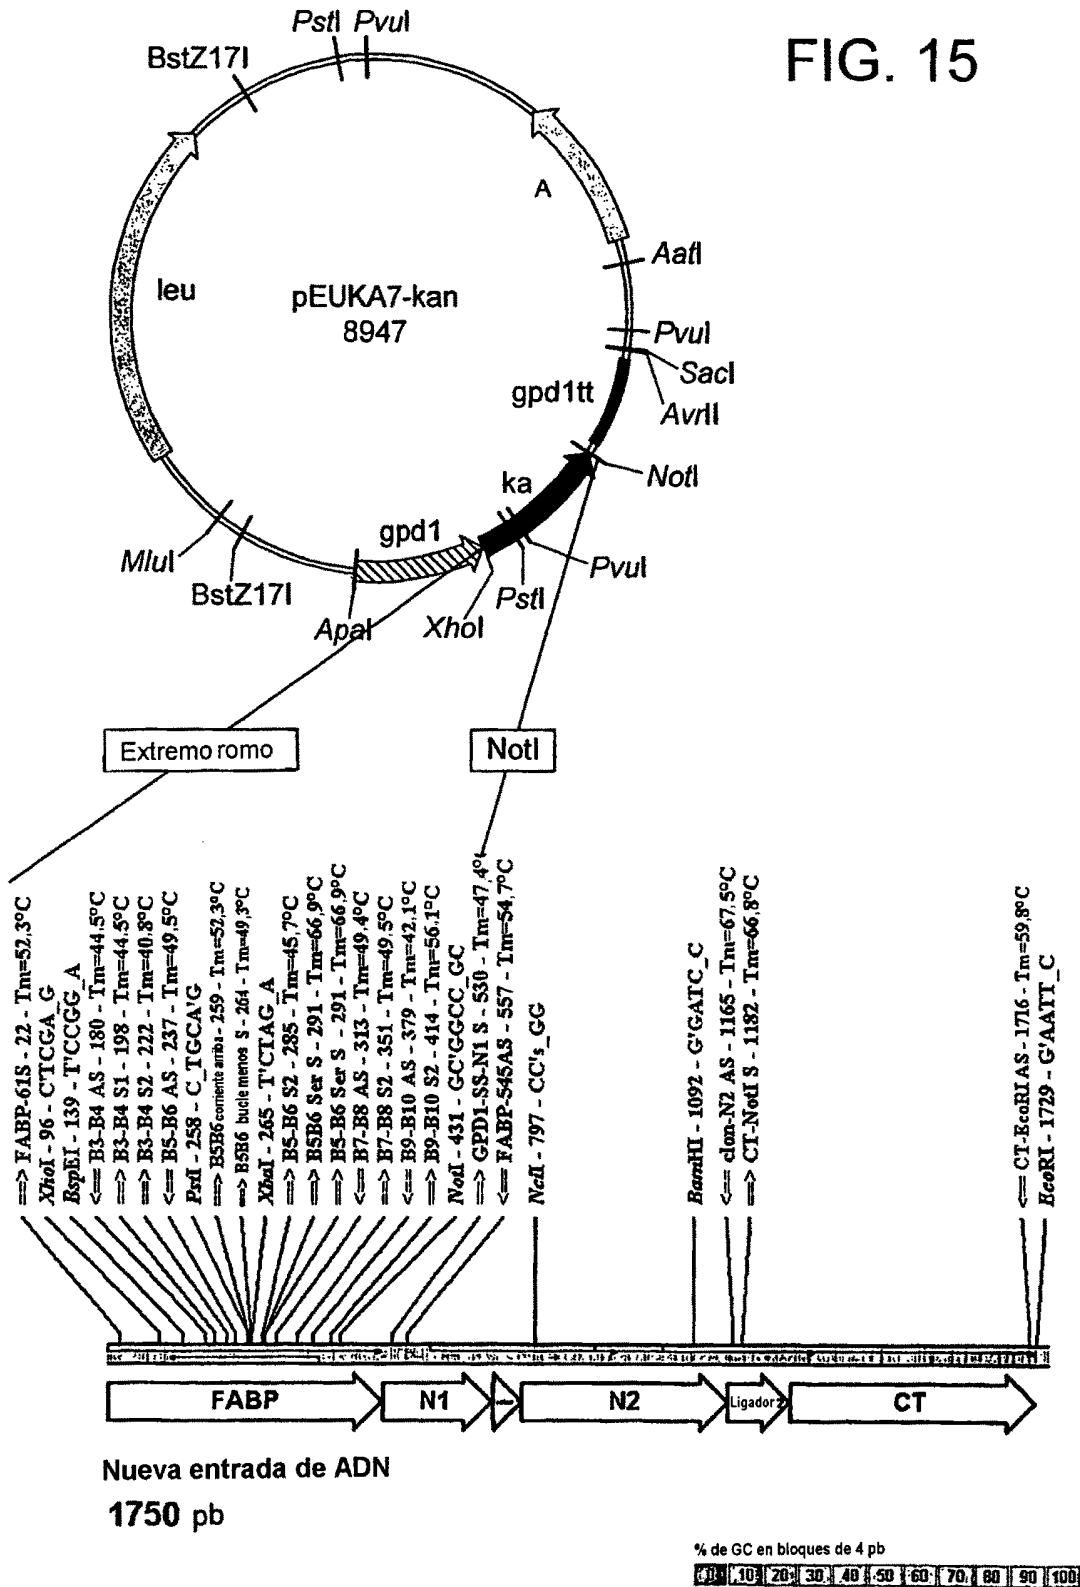 FIG. 15
PstI
PvuI
BstZ17I
A
AatI
leu
pEUKA7-kan
8947
PvuI
SacI
gpd1tt
AvrII
NotI
ka
gpd1
MluI
BstZ17I
PvuI
PstI
ApaI
XhoI
Extremo romo
NotI
==> FABP-61S - 22 - Tm=52,3°C
XhoI - 96 - C'TCGA_G
BspEI - 139 - T'CCGG_A
<== B3-B4 AS - 180 - Tm=44,5°C
==> B3-B4 S1 - 198 - Tm=44,5°C
==> B3-B4 S2 - 222 - Tm=40,8°C
<== B5-B6 AS - 237 - Tm=49,5°C
PstI - 258 - C_TGCA'G
==> B5B6 corriente arriba - 259 - Tm=52,3°C
==> B5B6 bucle menos S - 264 - Tm=49,3°C
XbaI - 265 - T'CTAG_A
==> B5-B6 S2 - 285 - Tm=45,7°C
==> B5B6 Ser S - 291 - Tm=66,9°C
==> B5-B6 Ser S - 291 - Tm=66,9°C
<== B7-B8 AS - 313 - Tm=49,4°C
==> B7-B8 S2 - 351 - Tm=49,5°C
<== B9-B10 AS - 379 - Tm=42,1°C
==> B9-B10 S2 - 414 - Tm=56,1°C
NotI - 431 - GC'GGCC_GC
==> GPD1-SS-N1 S - 530 - Tm=47,4°
<== FABP-545AS - 557 - Tm=54,7°C
NciI - 797 - CC's_GG
BamHI - 1092 - G'GATC_C
<== clon-N2 AS - 1165 - Tm=67,5°C
==> CT-NotI S - 1182 - Tm=66,8°C
<== CT-EcoRI AS - 1716 - Tm=59,8°C
EcoRI - 1729 - G'AATT_C
FABP
N1
N2
Ligador 2
CT
Nueva entrada de ADN
1750 pb
% de GC en bloques de 4 pb
0 10 20 30 40 50 60 70 80 90 100